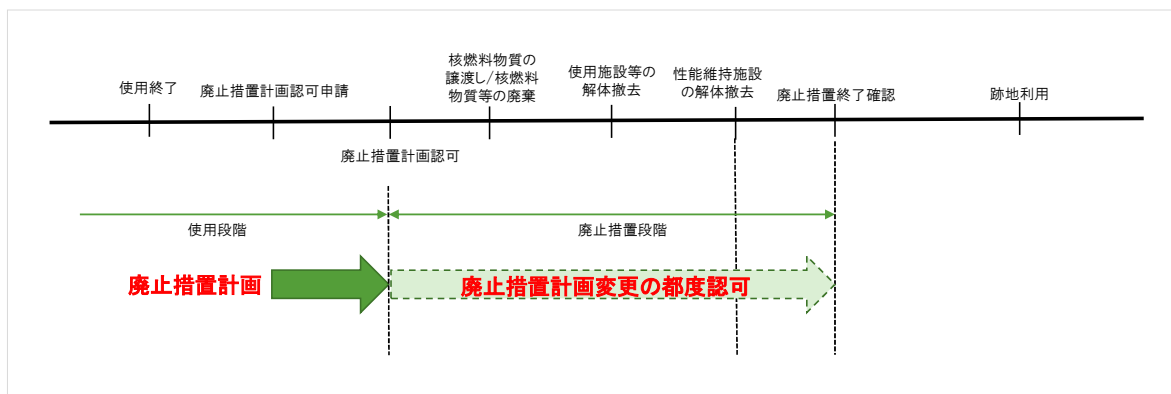 使用終了
廃止措置計画認可申請
核燃料物質の
譲渡し/核燃料
物質等の廃棄
使用施設等の
解体撤去
性能維持施設
の解体撤去
廃止措置終了確認
跡地利用
廃止措置計画認可
使用段階
廃止措置段階
廃止措置計画
廃止措置計画変更の都度認可